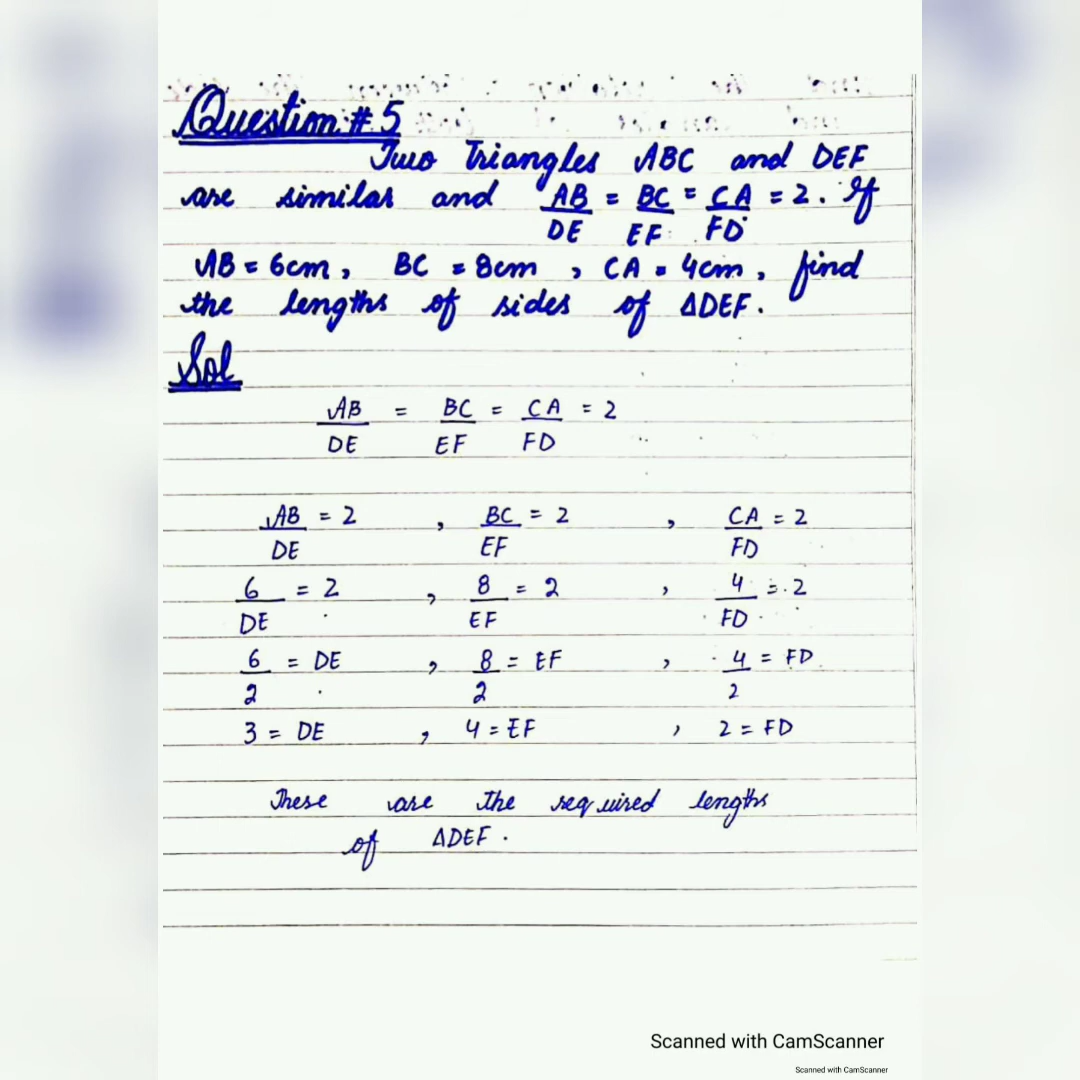 Question # 5
Two Triangles ABC and DEF
are similar and AB/DE = BC/EF = CA/FD = 2. If
AB = 6cm, BC = 8cm, CA = 4cm, find
the lengths of sides of ΔDEF.
Sol
AB/DE = BC/EF = CA/FD = 2
AB/DE = 2 , BC/EF = 2 , CA/FD = 2
6/DE = 2 , 8/EF = 2 , 4/FD = 2
6/2 = DE , 8/2 = EF , 4/2 = FD
3 = DE , 4 = EF , 2 = FD
These are the required lengths
of ΔDEF.
Scanned with CamScanner
Scanned with CamScanner